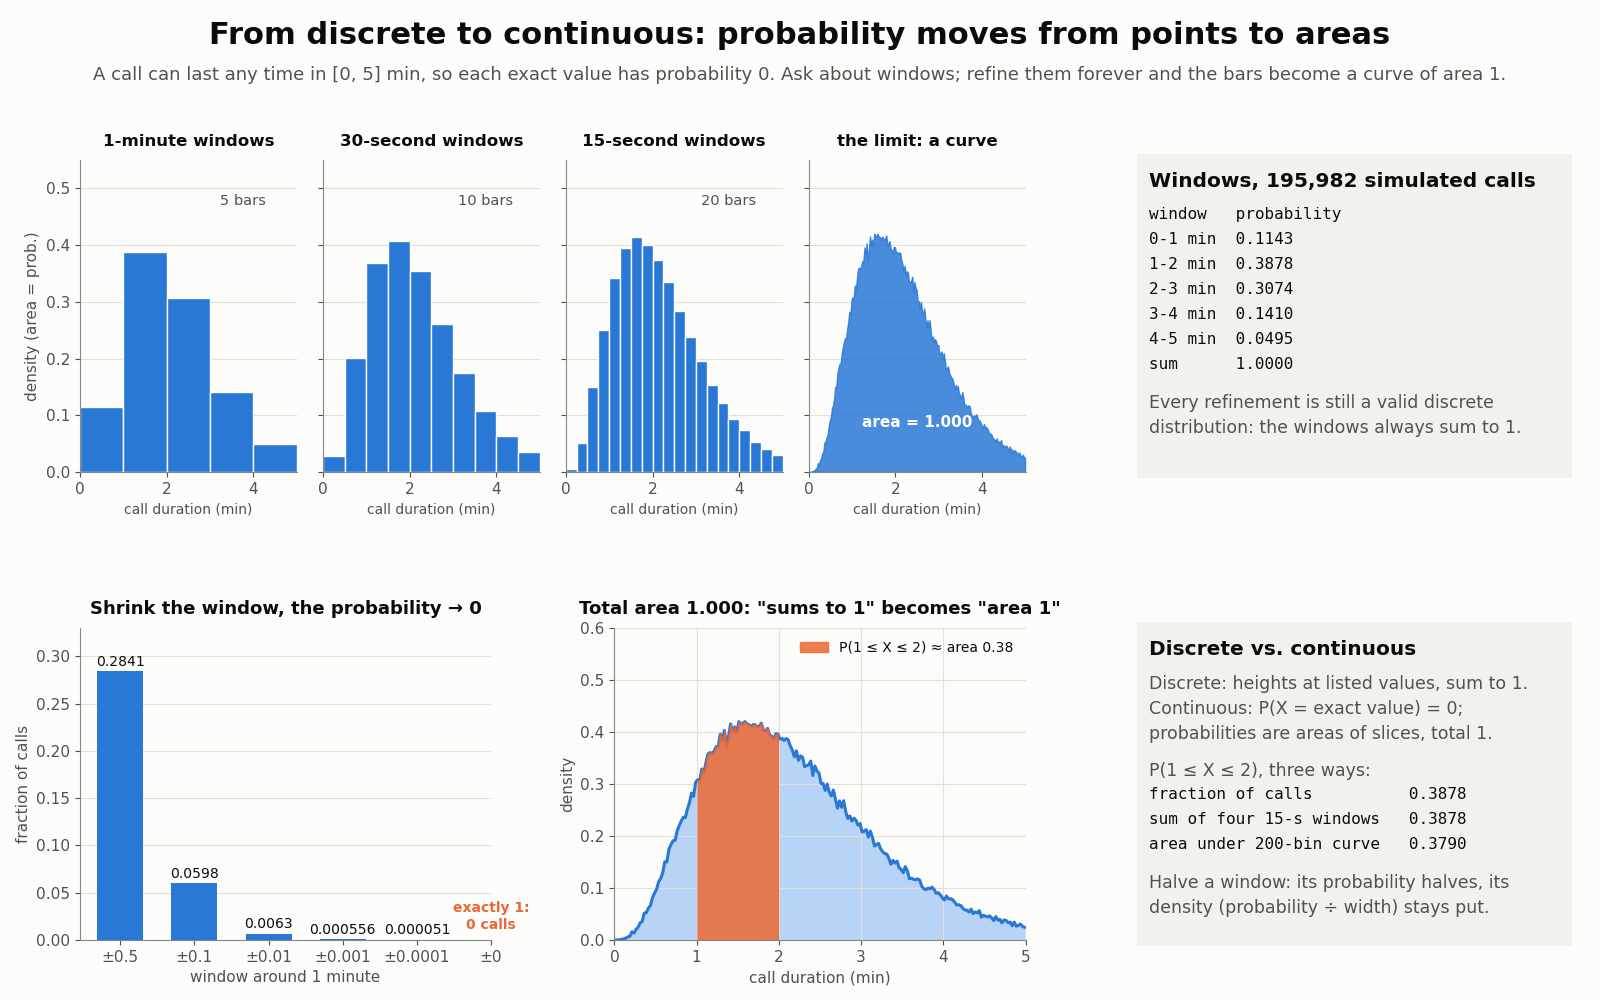 From discrete to continuous: probability moves from points to areas
A call can last any time in [0, 5] min, so each exact value has probability 0. Ask about windows; refine them forever and the bars become a curve of area 1.
1-minute windows
30-second windows
15-second windows
the limit: a curve
density (area = prob.)
0.5
0.4
0.3
0.2
0.1
0.0
5 bars
10 bars
20 bars
area = 1.000
0 2 4
0 2 4
0 2 4
0 2 4
call duration (min)
call duration (min)
call duration (min)
call duration (min)
Windows, 195,982 simulated calls
window probability
0-1 min 0.1143
1-2 min 0.3878
2-3 min 0.3074
3-4 min 0.1410
4-5 min 0.0495
sum 1.0000
Every refinement is still a valid discrete
distribution: the windows always sum to 1.
Shrink the window, the probability → 0
fraction of calls
0.30
0.25
0.20
0.15
0.10
0.05
0.00
0.2841
0.0598
0.0063
0.000556
0.000051
exactly 1:
0 calls
±0.5 ±0.1 ±0.01 ±0.001 ±0.0001 ±0
window around 1 minute
Total area 1.000: "sums to 1" becomes "area 1"
density
0.6
0.5
0.4
0.3
0.2
0.1
0.0
P(1 ≤ X ≤ 2) ≈ area 0.38
0 1 2 3 4 5
call duration (min)
Discrete vs. continuous
Discrete: heights at listed values, sum to 1.
Continuous: P(X = exact value) = 0;
probabilities are areas of slices, total 1.
P(1 ≤ X ≤ 2), three ways:
fraction of calls 0.3878
sum of four 15-s windows 0.3878
area under 200-bin curve 0.3790
Halve a window: its probability halves, its
density (probability ÷ width) stays put.